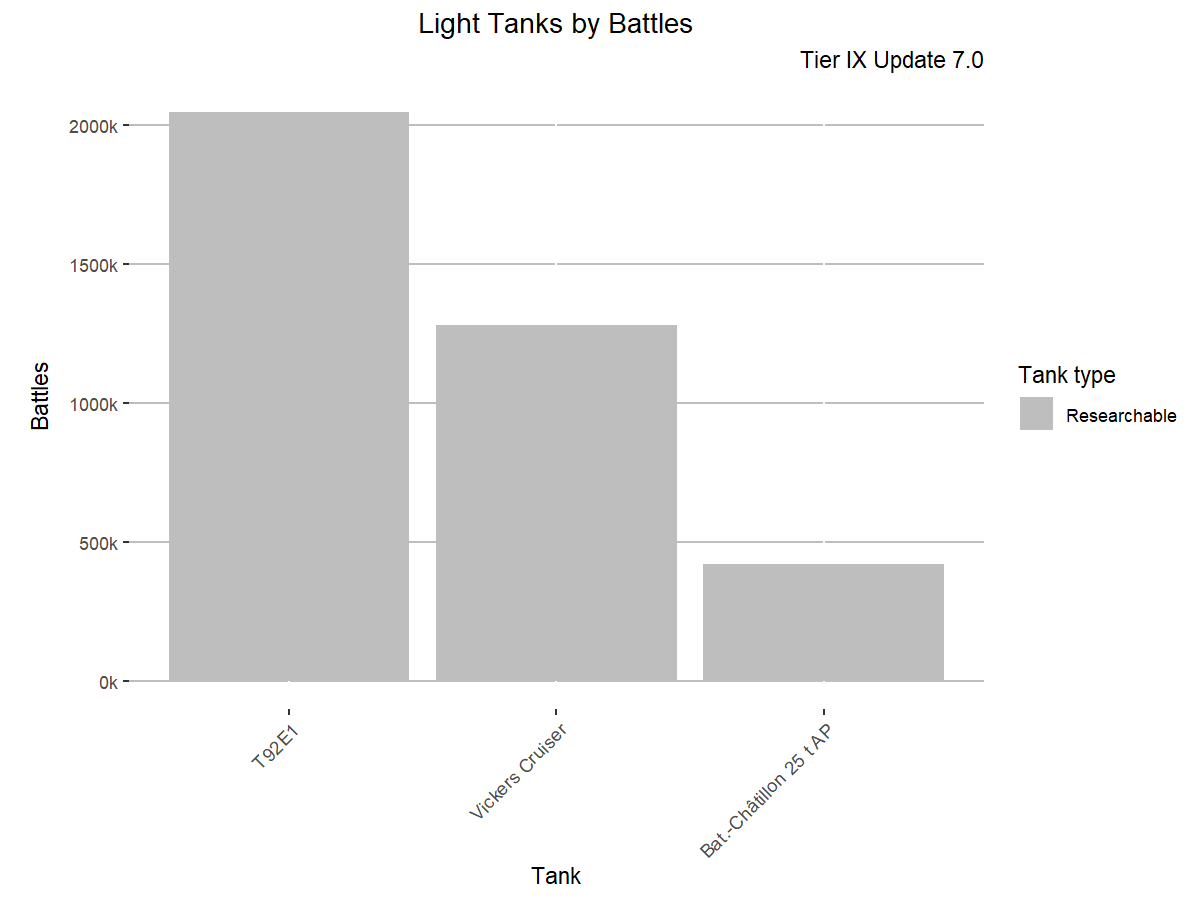 Light Tanks by Battles
Tier IX Update 7.0
2000k
1500k
1000k
500k
0k
Battles
T92E1
Vickers Cruiser
Bat.-Châtillon 25 t AP
Tank
Tank type
Researchable